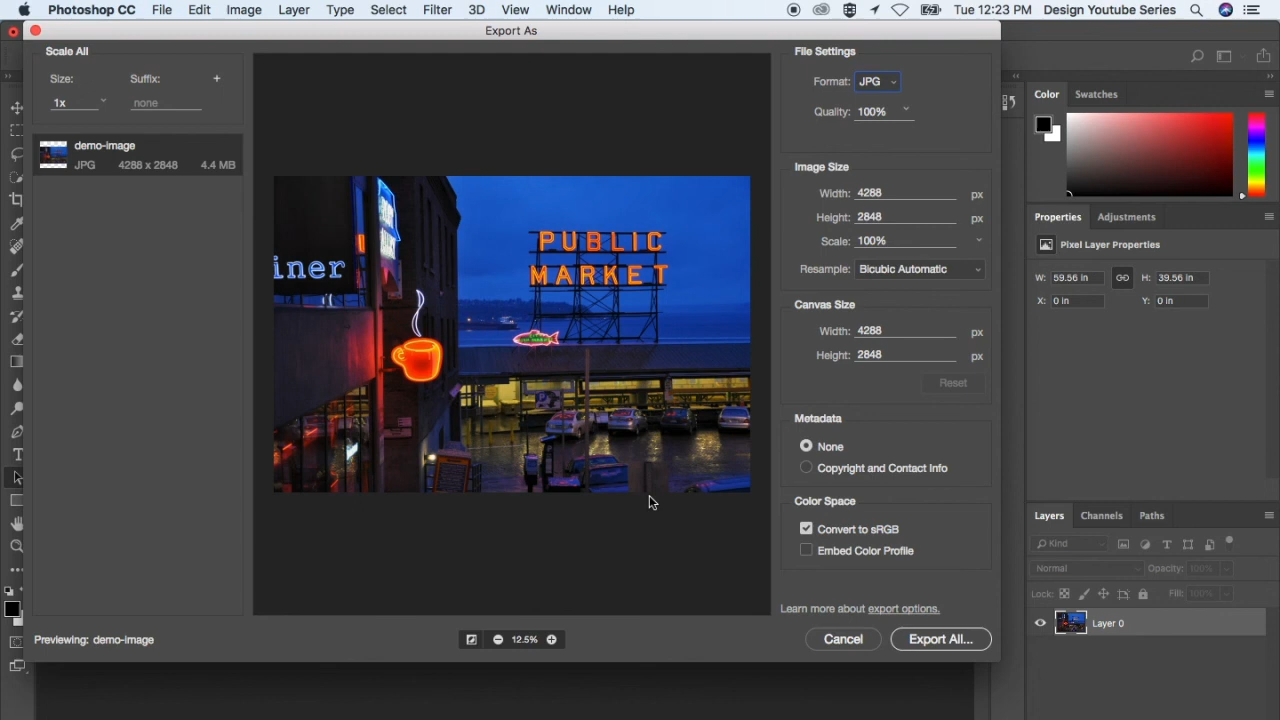 Photoshop CC File Edit Image Layer Type Select Filter 3D View Window Help Tue 12:23 PM Design Youtube Series
Export As
Scale All
Size: Suffix: +
1x none
demo-image
JPG 4288 x 2848 4.4 MB
iner
PUBLIC
MARKET
File Settings
Format: JPG
Quality: 100%
Image Size
Width: 4288 px
Height: 2848 px
Scale: 100%
Resample: Bicubic Automatic
Canvas Size
Width: 4288 px
Height: 2848 px
Reset
Metadata
None
Copyright and Contact Info
Color Space
Convert to sRGB
Embed Color Profile
Learn more about export options.
Previewing: demo-image
12.5%
Cancel Export All...
Color Swatches
Properties Adjustments
Pixel Layer Properties
W: 59.56 in H: 39.56 in
X: 0 in Y: 0 in
Layers Channels Paths
Kind
Normal Opacity: 100%
Lock: Fill: 100%
Layer 0